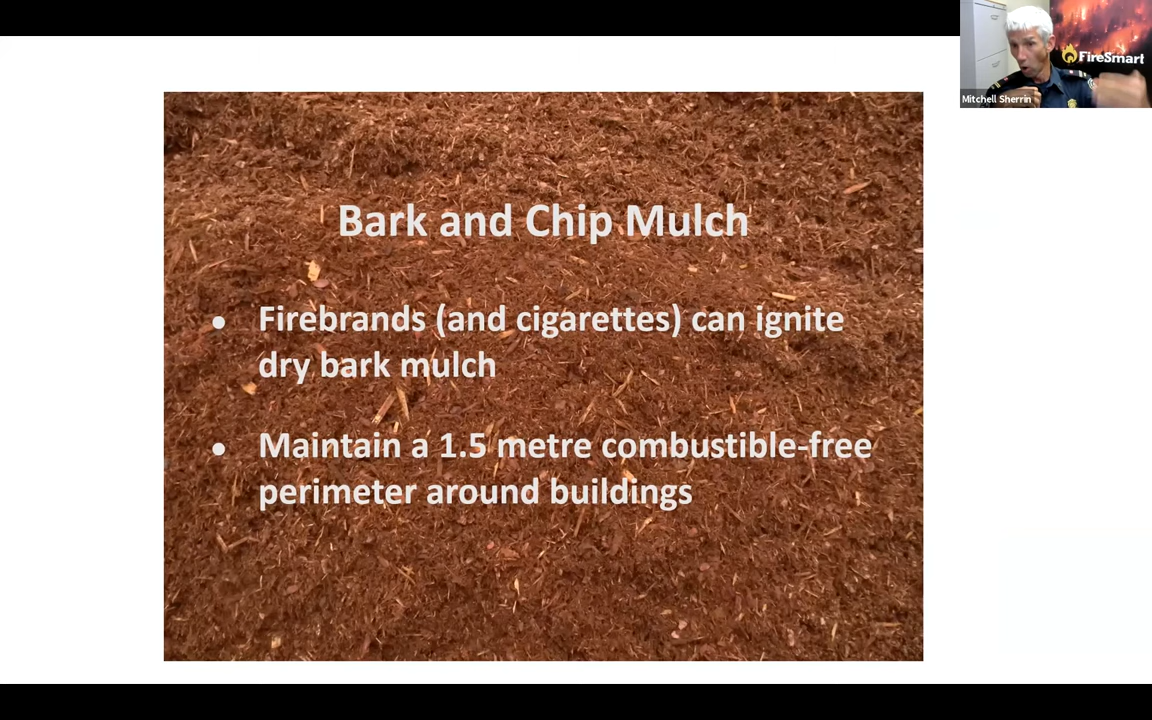 FireSmart
Mitchell Sherrin
Bark and Chip Mulch
● Firebrands (and cigarettes) can ignite
dry bark mulch
● Maintain a 1.5 metre combustible-free
perimeter around buildings